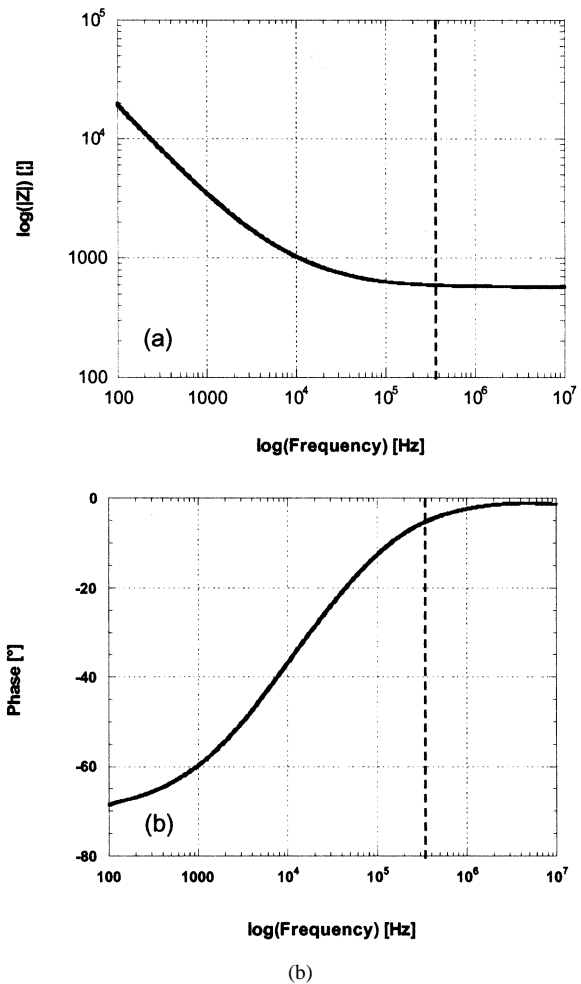 10⁵
10⁴
1000
100
log(|Z|) [;]
(a)
100 1000 10⁴ 10⁵ 10⁶ 10⁷
log(Frequency) [Hz]
0
-20
-40
-60
-80
Phase [°]
(b)
100 1000 10⁴ 10⁵ 10⁶ 10⁷
log(Frequency) [Hz]
(b)